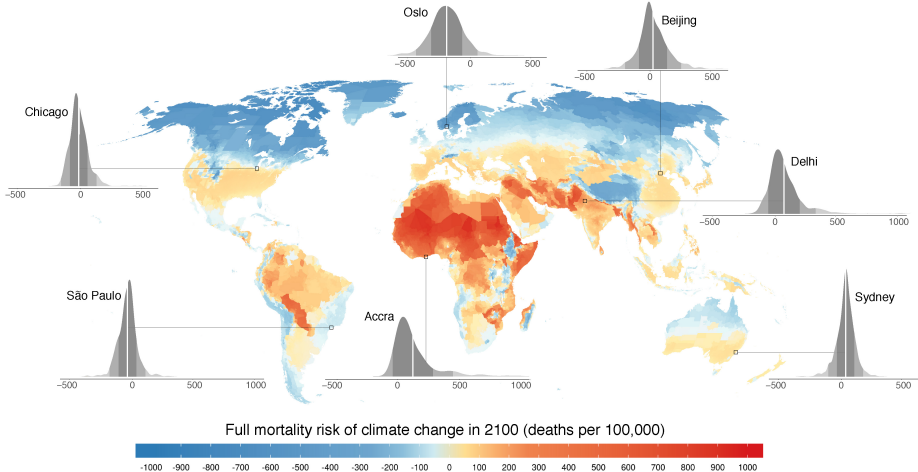 Oslo
−500
0
500
Beijing
−500
0
500
Chicago
−500
0
500
Delhi
−500
0
500
1000
São Paulo
−500
0
500
1000
Accra
−500
0
500
1000
Sydney
−500
0
500
Full mortality risk of climate change in 2100 (deaths per 100,000)
-1000 -900 -800 -700 -600 -500 -400 -300 -200 -100 0 100 200 300 400 500 600 700 800 900 1000